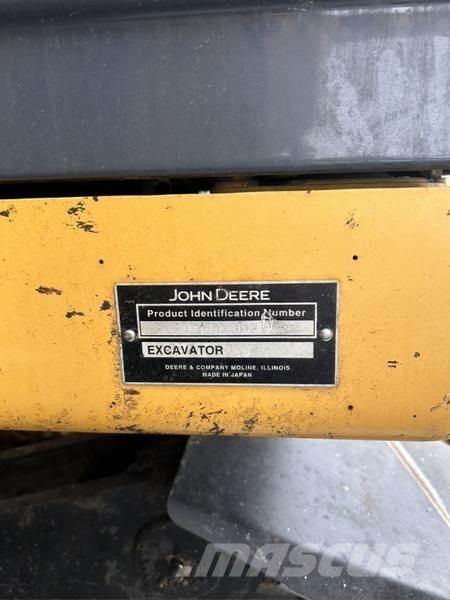 JOHN DEERE
Product Identification Number
EXCAVATOR
DEERE & COMPANY MOLINE, ILLINOIS
MADE IN JAPAN
MASCUS